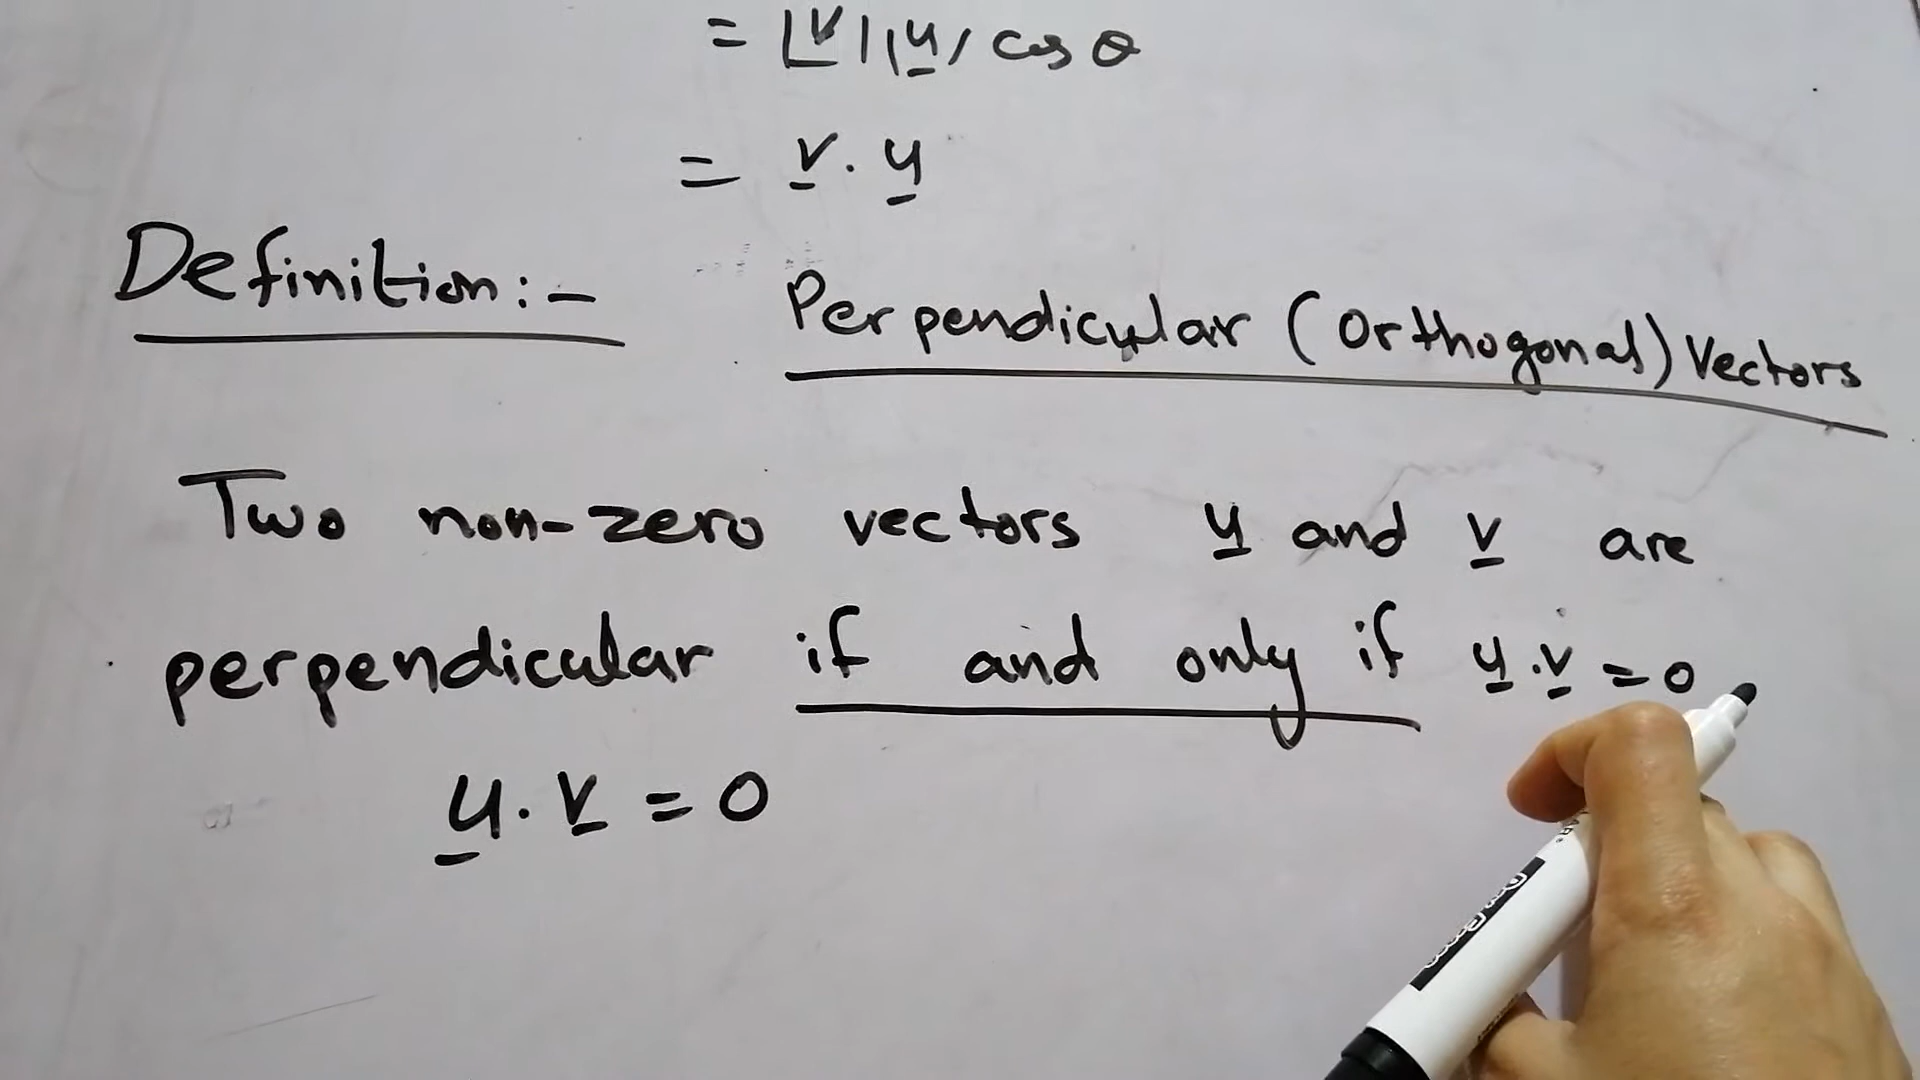 = |v||u| cos θ
= v . u
Definition:- Perpendicular (Orthogonal) Vectors
Two non-zero vectors u and v are
perpendicular if and only if u.v = 0
u . v = 0